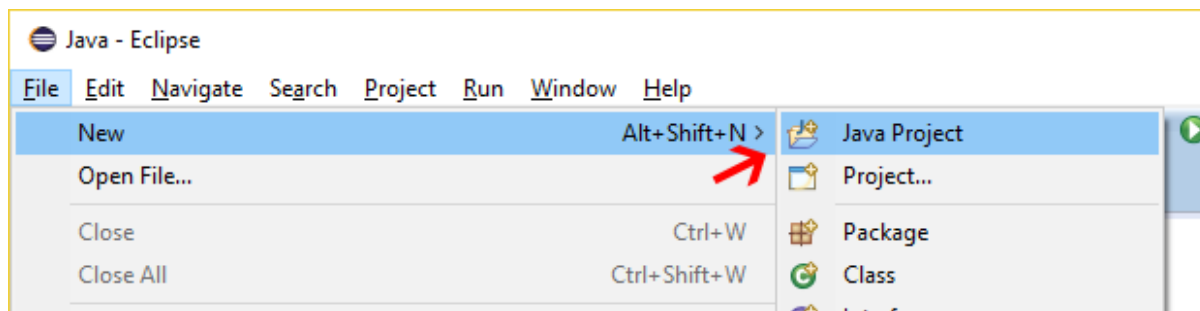 Java - Eclipse
File Edit Navigate Search Project Run Window Help
New Alt+Shift+N > Java Project
Open File... Project...
Close Ctrl+W Package
Close All Ctrl+Shift+W Class